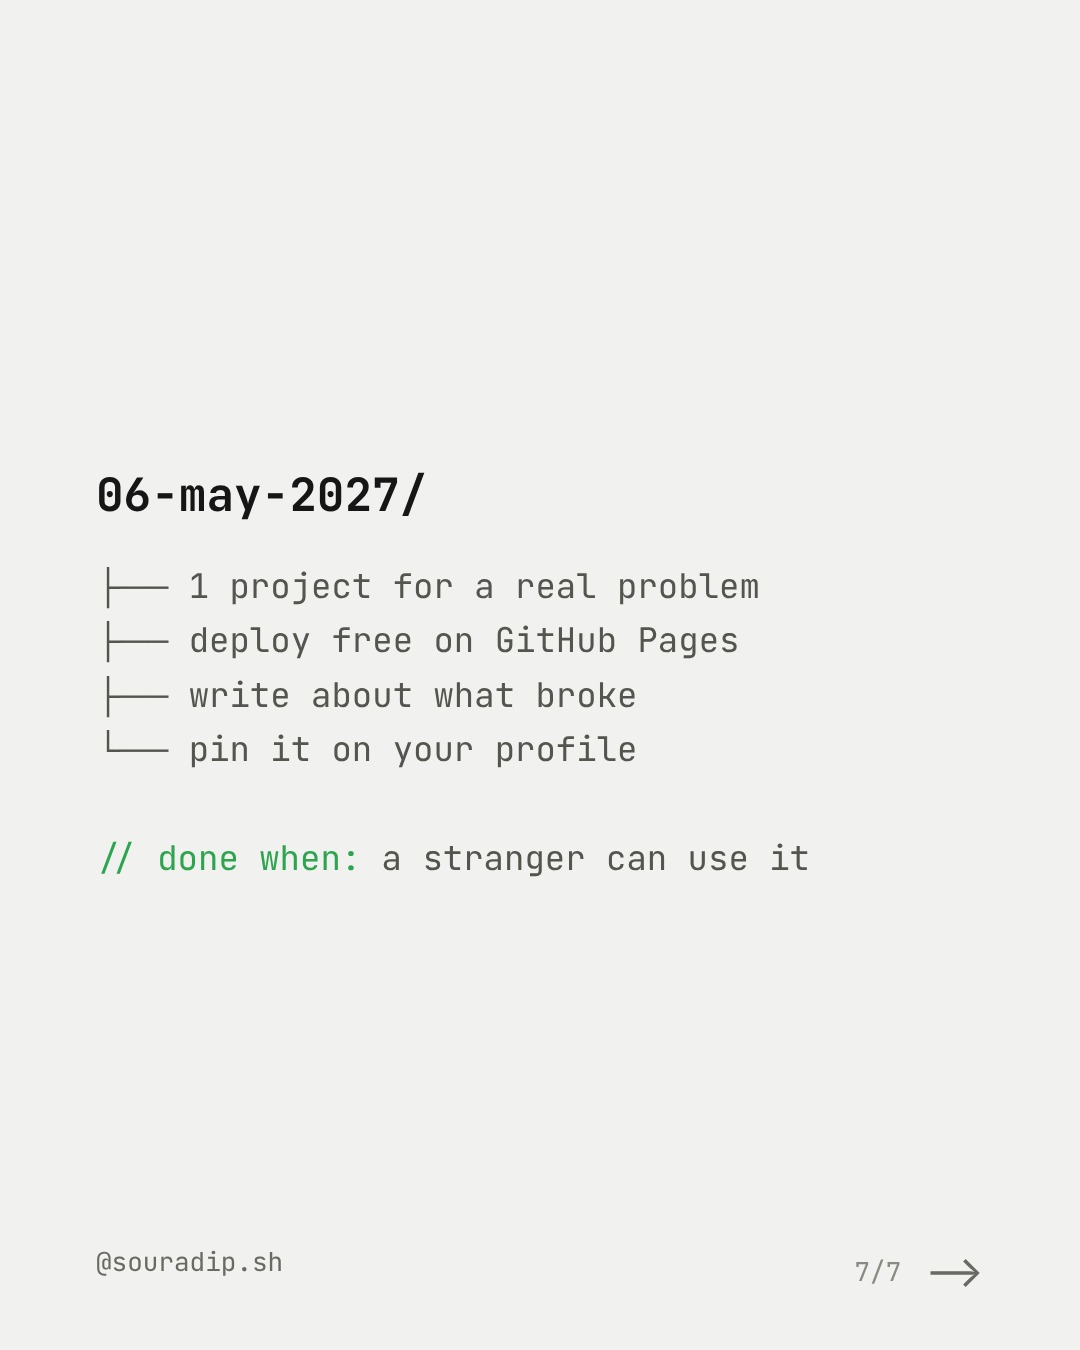 06-may-2027/
├── 1 project for a real problem
├── deploy free on GitHub Pages
├── write about what broke
└── pin it on your profile
// done when: a stranger can use it
@souradip.sh
7/7 →